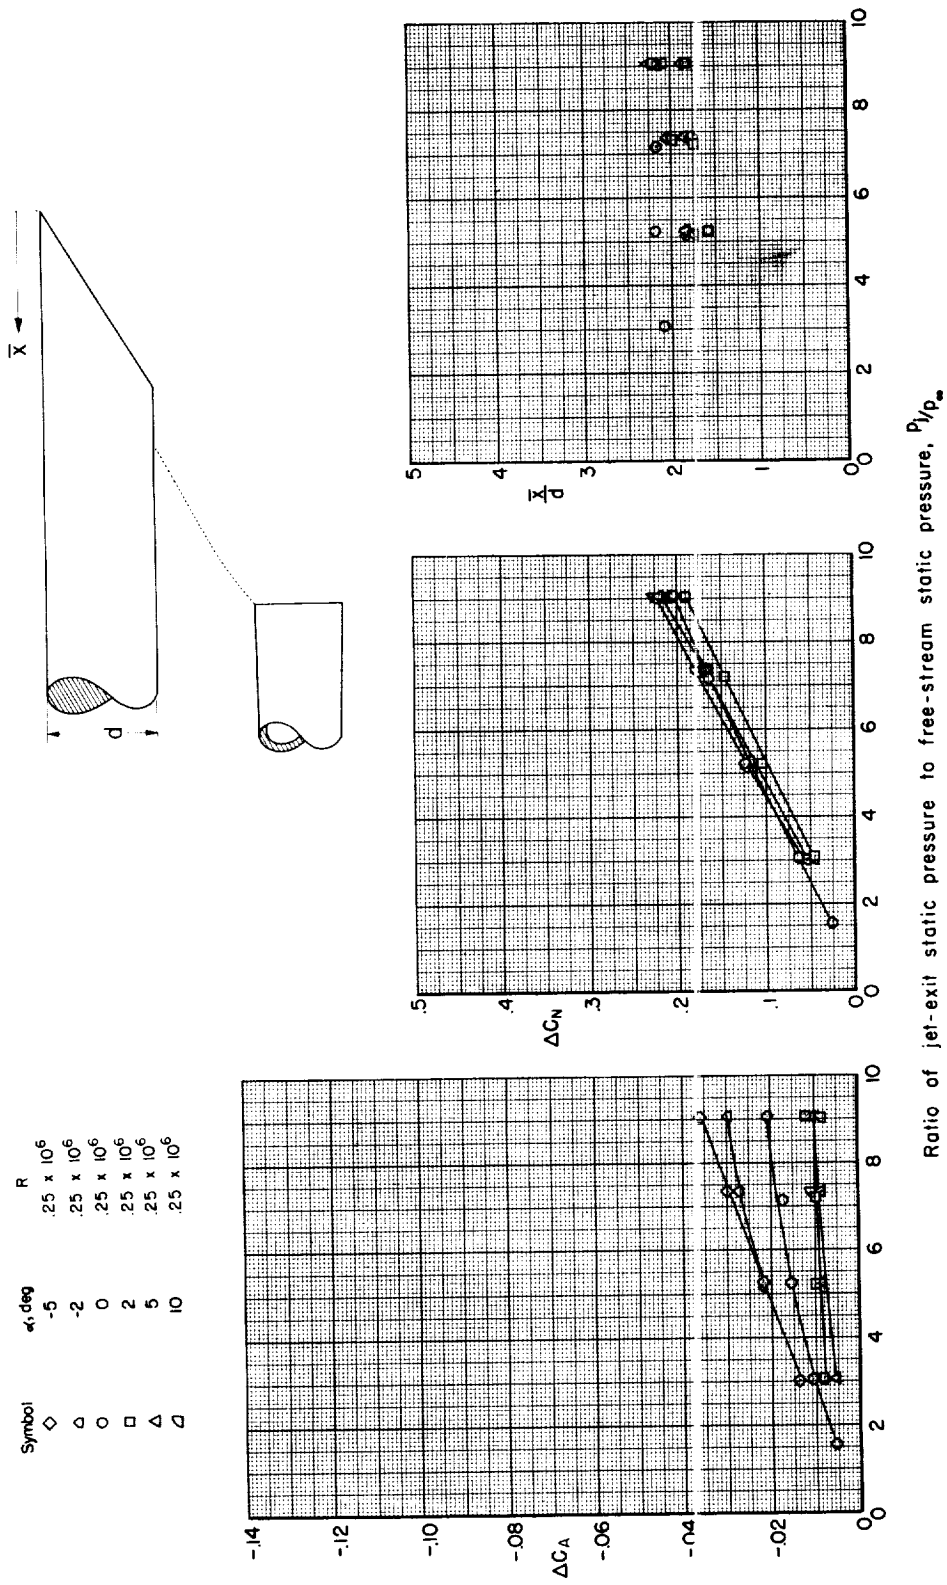 Symbol α, deg R
◇ -5 .25 x 10⁶
△ -2 .25 x 10⁶
○ 0 .25 x 10⁶
□ 2 .25 x 10⁶
△ 5 .25 x 10⁶
10 .25 x 10⁶
x̄
d
-.14
-.12
-.10
-.08
ΔC_A
-.06
-.04
-.02
0
0 2 4 6 8 10
.5
.4
ΔC_N
.3
.2
.1
0
0 2 4 6 8 10
5
4
x̄/d
3
2
1
0
0 2 4 6 8 10
Ratio of jet-exit static pressure to free-stream static pressure, p_j/p_∞